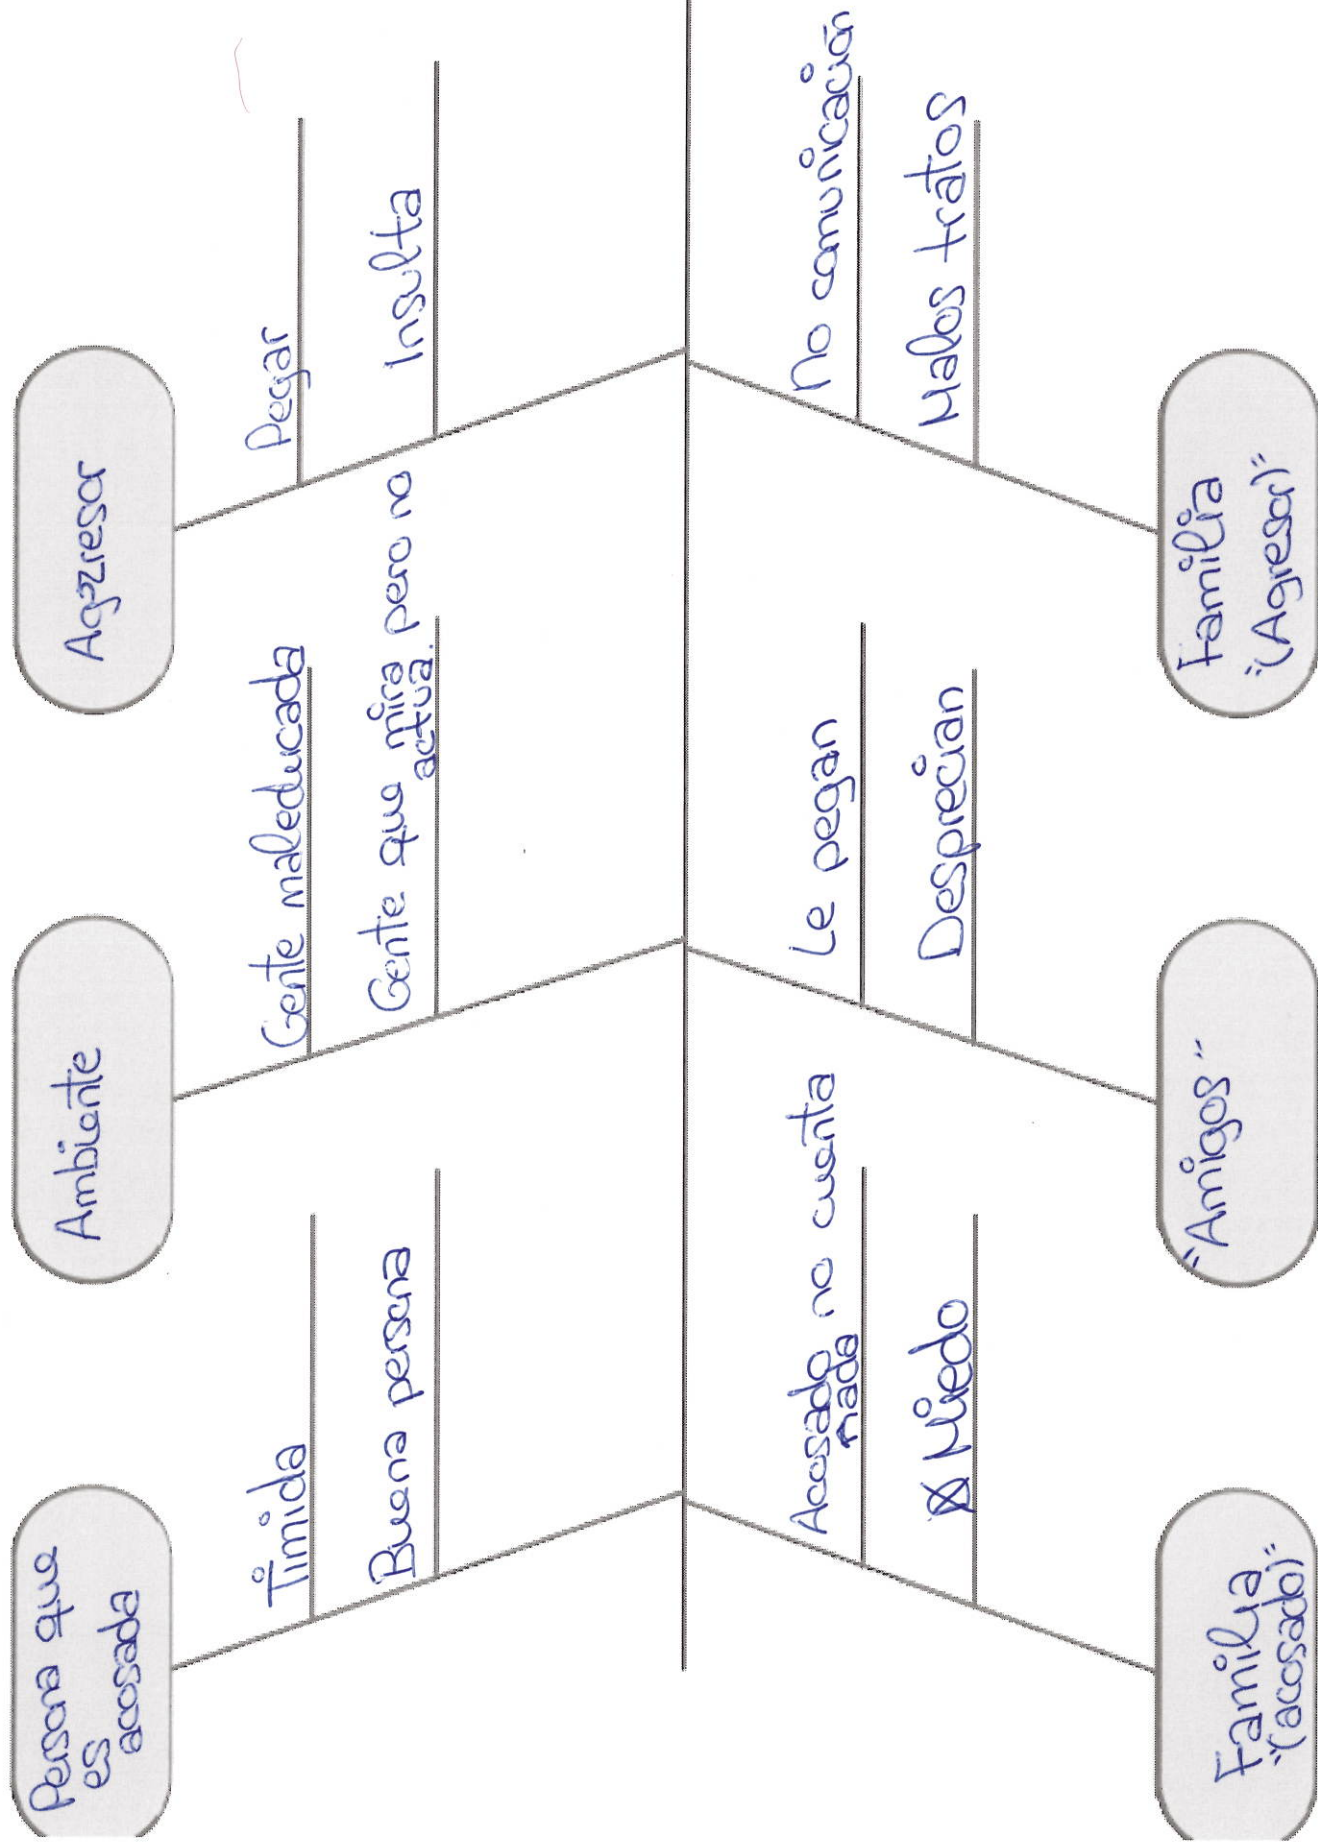 Persona que
es
acosada
Tímida
Buena persona
Ambiente
Gente maleducada
Gente que mira pero no
actua.
Agresor
Pegar
Insulta
Familia
"(acosado)"
Acosado no cuenta
nada
Miedo
"Amigos"
Le pegan
Desprecian
Familia
"(Agresor)"
No comunicación
Malos tratos